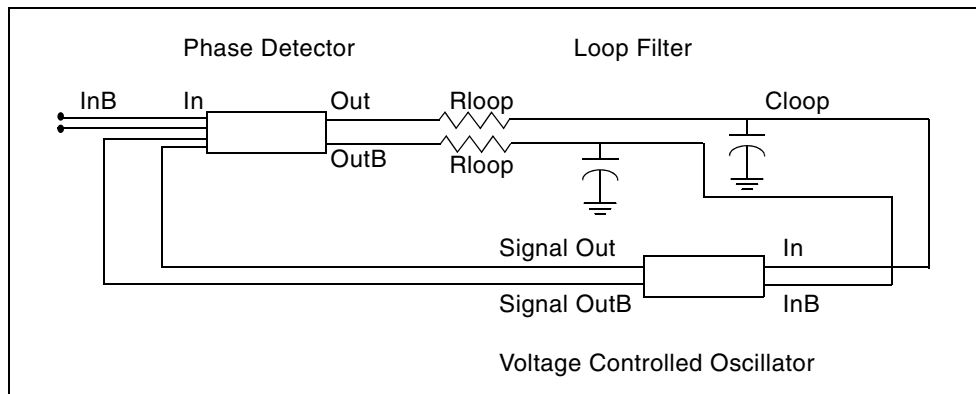 Phase Detector
Loop Filter
InB
In
Out
Rloop
Cloop
OutB
Rloop
Signal Out
In
Signal OutB
InB
Voltage Controlled Oscillator